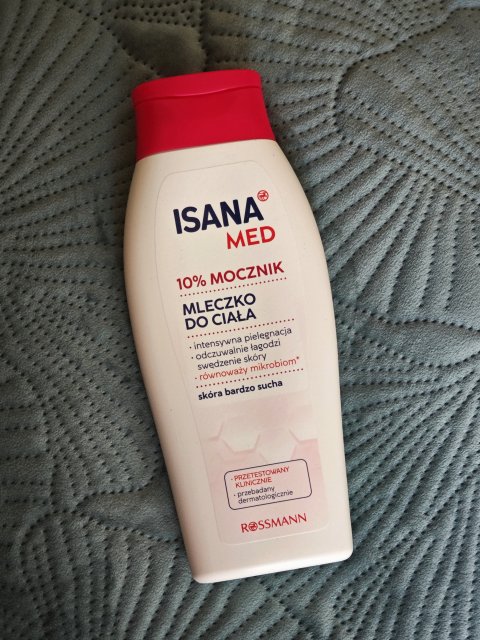 ISANA
MED
10% MOCZNIK
MLECZKO
DO CIAŁA
• intensywna pielęgnacja
• odczuwalnie łagodzi
swędzenie skóry
• równoważy mikrobiom*
skóra bardzo sucha
• PRZETESTOWANY
KLINICZNIE
• przebadany
dermatologicznie
ROSSMANN